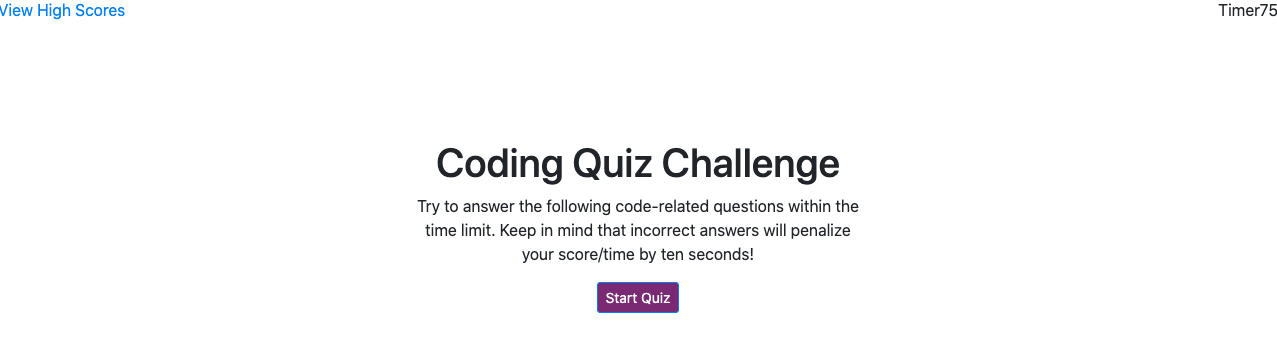 View High Scores
Timer75
Coding Quiz Challenge
Try to answer the following code-related questions within the
time limit. Keep in mind that incorrect answers will penalize
your score/time by ten seconds!
Start Quiz